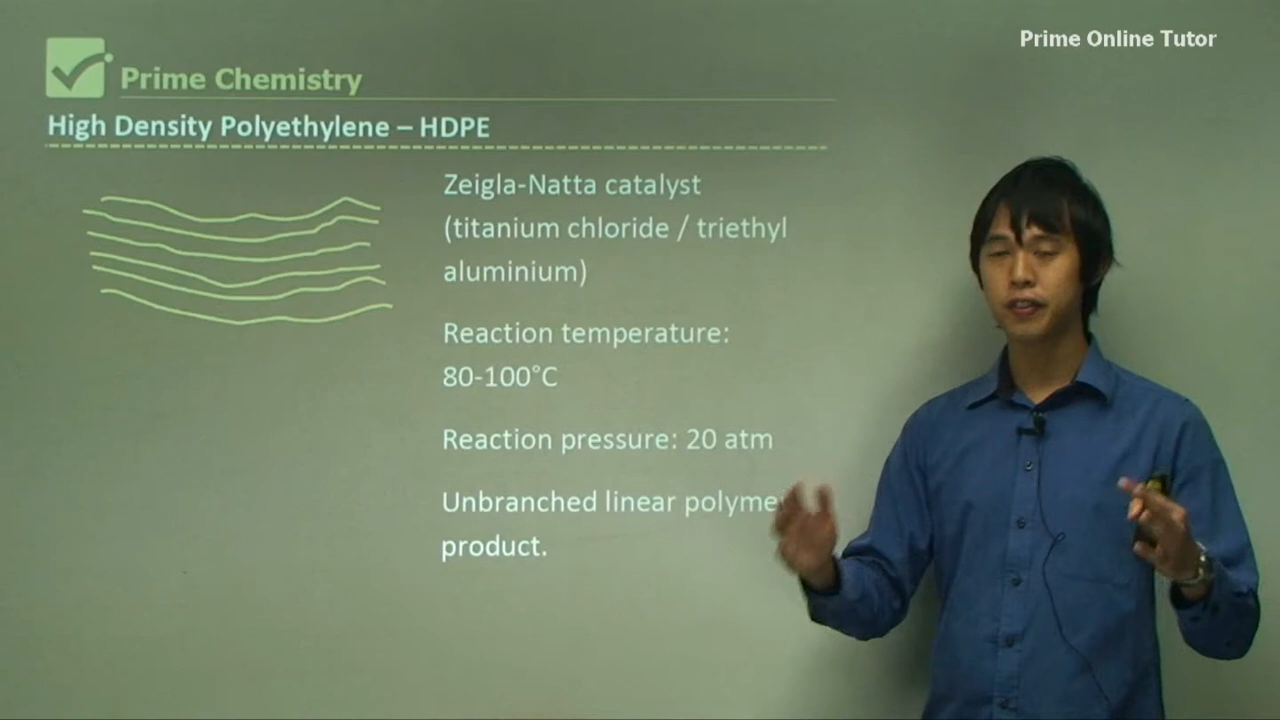 Prime Online Tutor
Prime Chemistry
High Density Polyethylene – HDPE
Zeigla-Natta catalyst
(titanium chloride / triethyl
aluminium)
Reaction temperature:
80-100°C
Reaction pressure: 20 atm
Unbranched linear polymer
product.